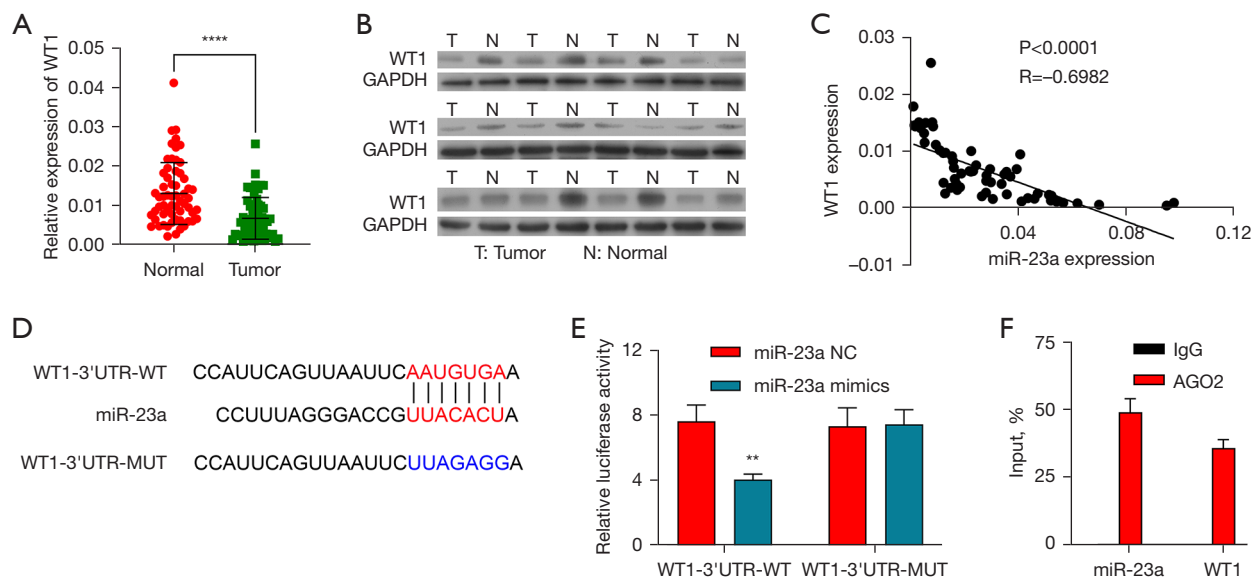 A
Relative expression of WT1
****
0.05
0.04
0.03
0.02
0.01
0.00
Normal Tumor
B
T N T N T N T N
WT1
GAPDH
T N T N T N T N
WT1
GAPDH
T N T N T N T N
WT1
GAPDH
T: Tumor N: Normal
C
WT1 expression
0.03
0.02
0.01
0.00
−0.01
P<0.0001
R=−0.6982
0.04 0.08 0.12
miR-23a expression
D
WT1-3'UTR-WT CCAUUCAGUUAAUUCAAUGUGAA
miR-23a CCUUUAGGGACCGUUACACUA
WT1-3'UTR-MUT CCAUUCAGUUAAUUCUUAGAGGA
E
Relative luciferase activity
12
8
4
0
miR-23a NC
miR-23a mimics
**
WT1-3'UTR-WT WT1-3'UTR-MUT
F
Input, %
75
50
25
0
IgG
AGO2
miR-23a WT1